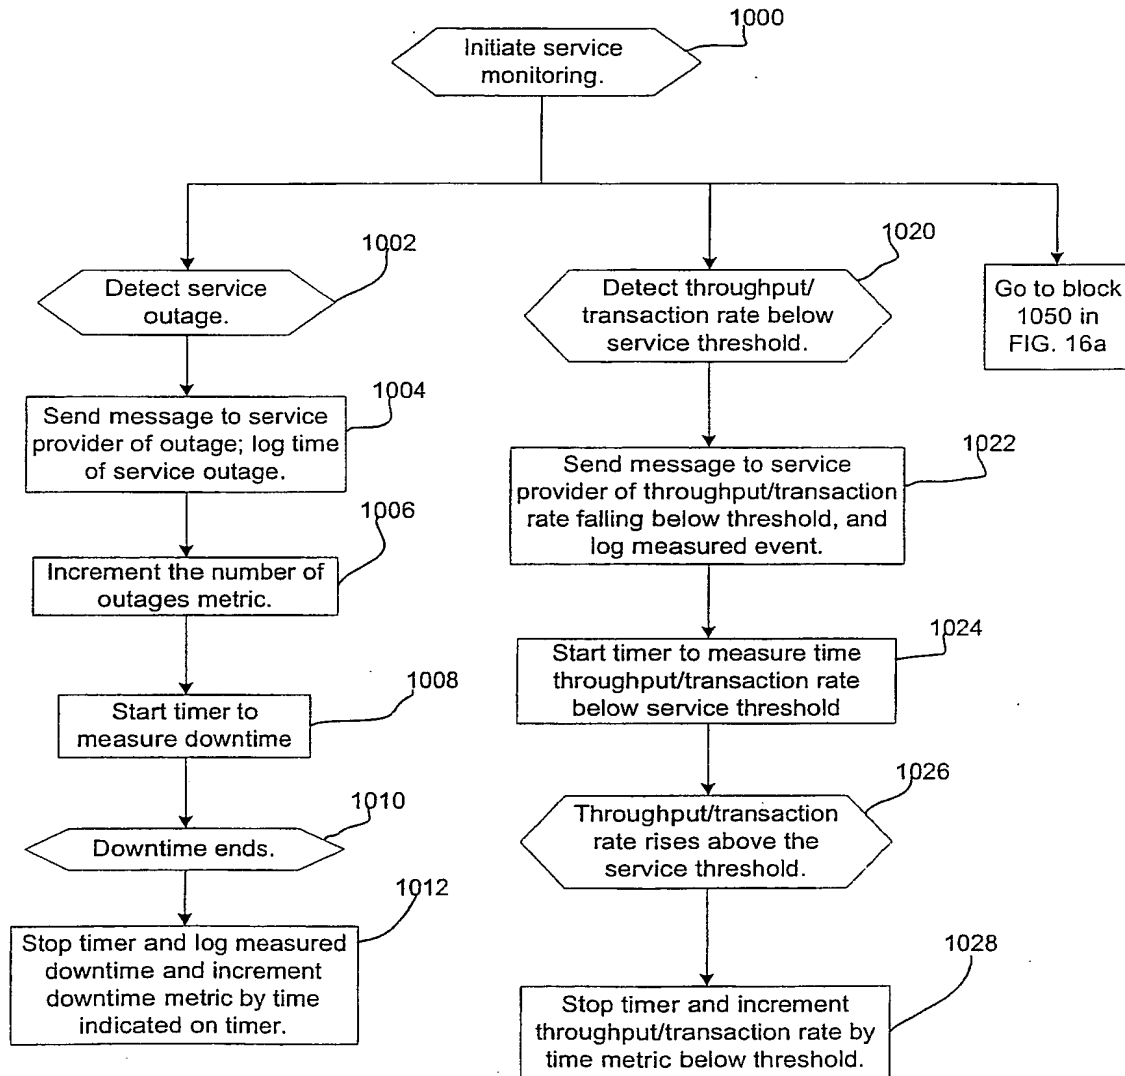 1000
Initiate service
monitoring.
1002
Detect service
outage.
1004
Send message to service
provider of outage; log time
of service outage.
1006
Increment the number of
outages metric.
1008
Start timer to
measure downtime
1010
Downtime ends.
1012
Stop timer and log measured
downtime and increment
downtime metric by time
indicated on timer.
1020
Detect throughput/
transaction rate below
service threshold.
1022
Send message to service
provider of throughput/transaction
rate falling below threshold, and
log measured event.
1024
Start timer to measure time
throughput/transaction rate
below service threshold
1026
Throughput/transaction
rate rises above the
service threshold.
1028
Stop timer and increment
throughput/transaction rate by
time metric below threshold.
Go to block
1050 in
FIG. 16a